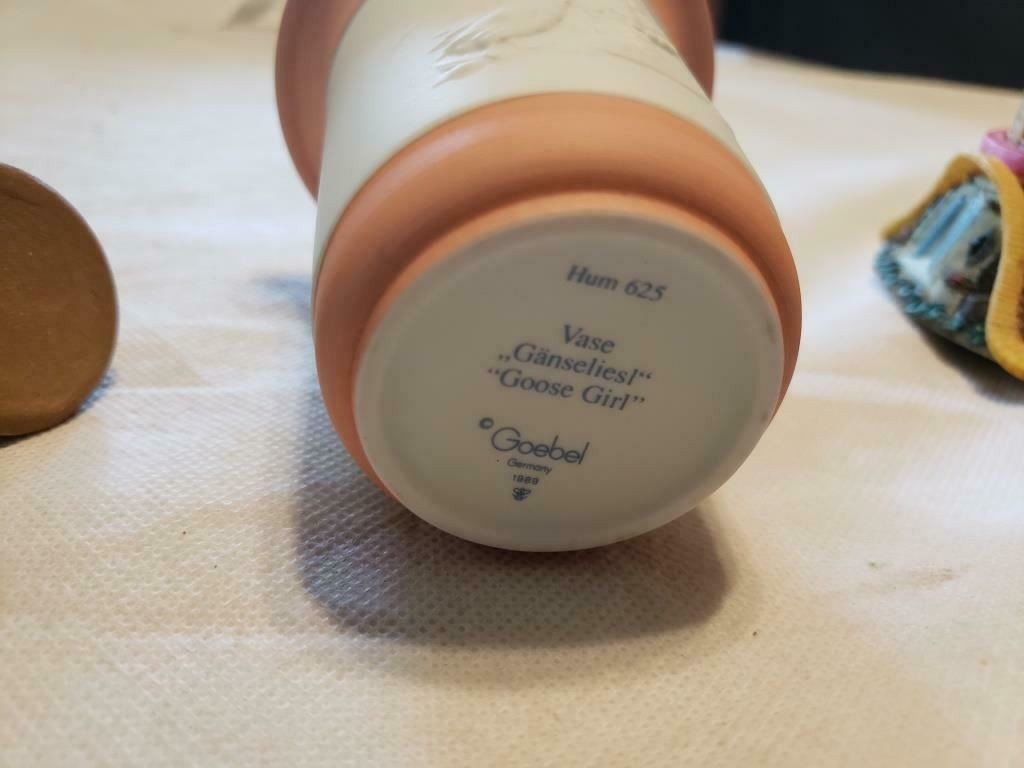 Hum 625
Vase
„Gänseliesl“
“Goose Girl”
© Goebel
Germany
1989